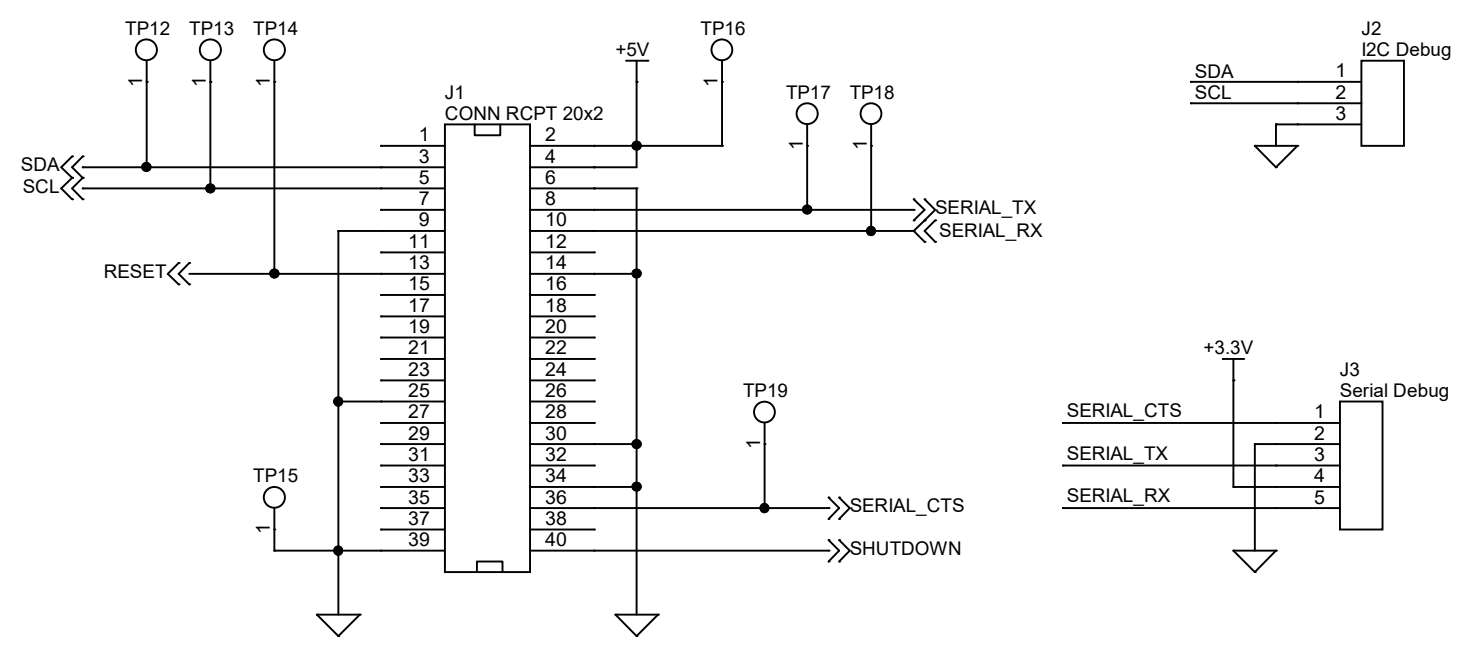 TP12 TP13 TP14
1 1 1
+5V
TP16
1
TP17 TP18
1 1
J1
CONN RCPT 20x2
1 2
3 4
5 6
7 8
9 10
11 12
13 14
15 16
17 18
19 20
21 22
23 24
25 26
27 28
29 30
31 32
33 34
35 36
37 38
39 40
SDA
SCL
RESET
TP15
1
SERIAL_TX
SERIAL_RX
TP19
1
SERIAL_CTS
SHUTDOWN
J2
I2C Debug
SDA 1
SCL 2
3
+3.3V
J3
Serial Debug
SERIAL_CTS 1
2
SERIAL_TX 3
4
SERIAL_RX 5